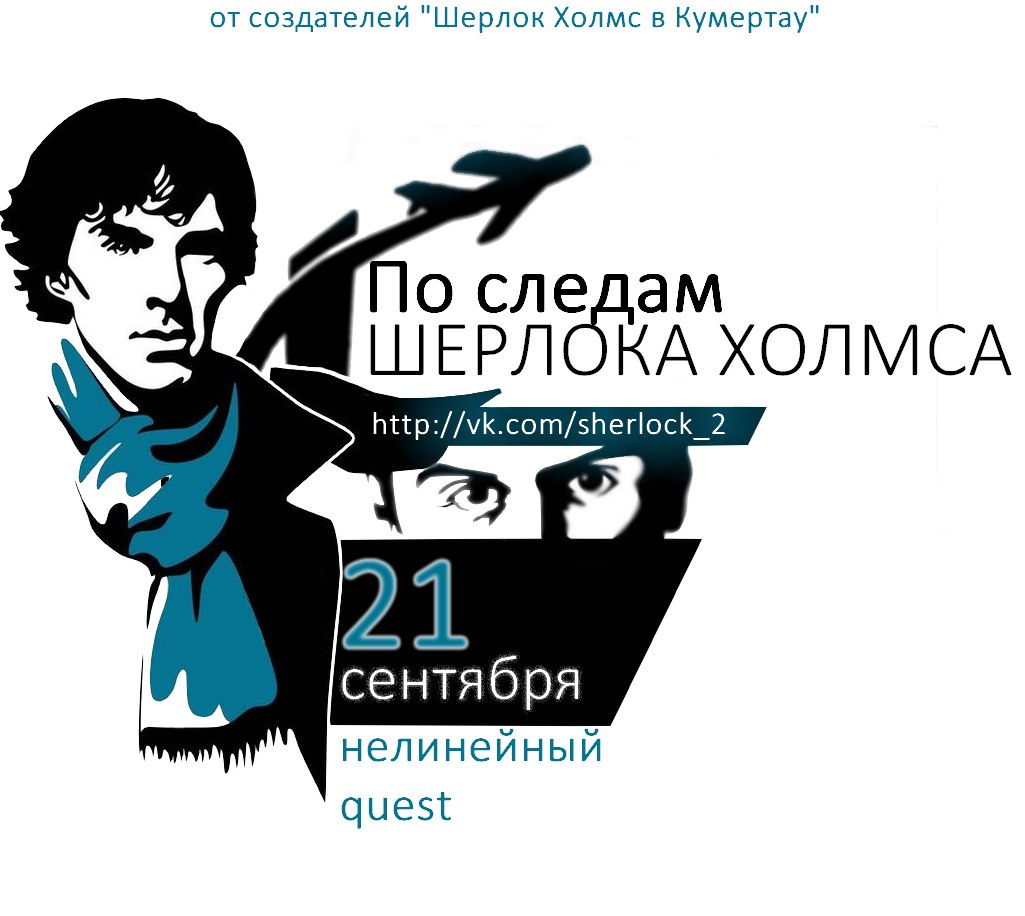 от создателей "Шерлок Холмс в Кумертау"
По следам
ШЕРЛОКА ХОЛМСА
http://vk.com/sherlock_2
21
сентября
нелинейный
quest